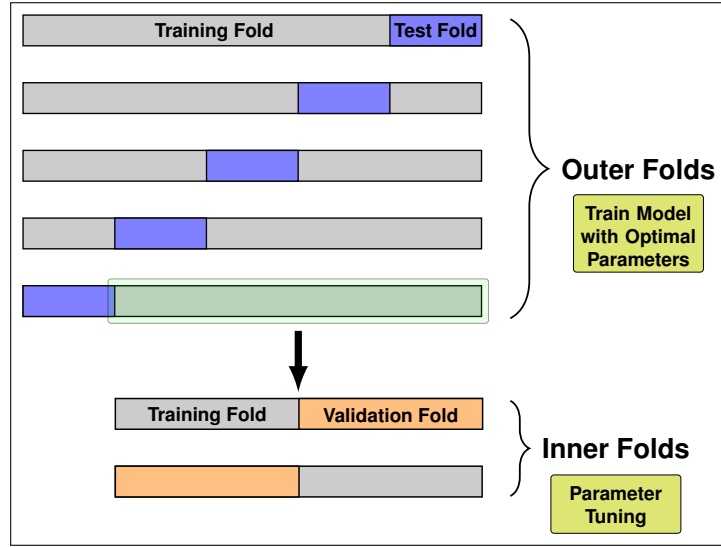 Training Fold
Test Fold
Outer Folds
Train Model
with Optimal
Parameters
Training Fold
Validation Fold
Inner Folds
Parameter
Tuning